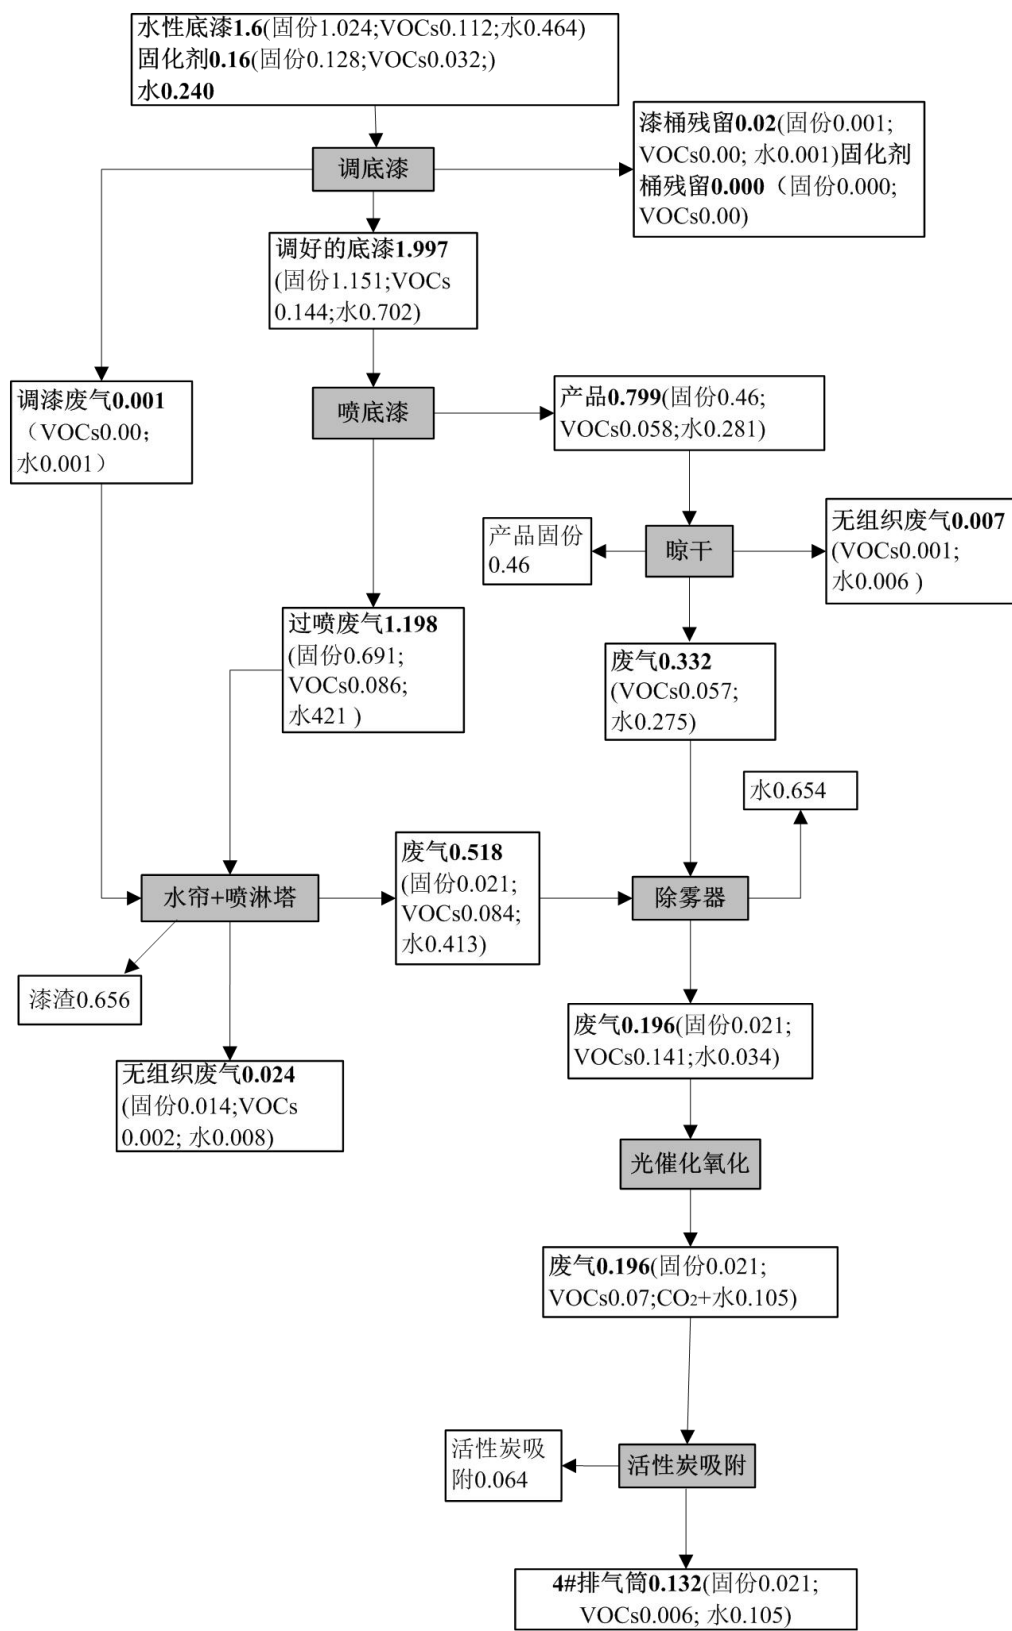 水性底漆1.6(固份1.024;VOCs0.112;水0.464)
固化剂0.16(固份0.128;VOCs0.032;)
水0.240
漆桶残留0.02(固份0.001;
VOCs0.00; 水0.001)固化剂
桶残留0.000（固份0.000;
VOCs0.00)
调底漆
调好的底漆1.997
(固份1.151;VOCs
0.144;水0.702)
调漆废气0.001
（VOCs0.00；
水0.001）
喷底漆
产品0.799(固份0.46;
VOCs0.058;水0.281)
产品固份
0.46
晾干
无组织废气0.007
(VOCs0.001;
水0.006 )
过喷废气1.198
(固份0.691;
VOCs0.086;
水421 )
废气0.332
(VOCs0.057;
水0.275)
水0.654
水帘+喷淋塔
废气0.518
(固份0.021;
VOCs0.084;
水0.413)
除雾器
漆渣0.656
无组织废气0.024
(固份0.014;VOCs
0.002; 水0.008)
废气0.196(固份0.021;
VOCs0.141;水0.034)
光催化氧化
废气0.196(固份0.021;
VOCs0.07;CO₂+水0.105)
活性炭吸
附0.064
活性炭吸附
4#排气筒0.132(固份0.021;
VOCs0.006; 水0.105)